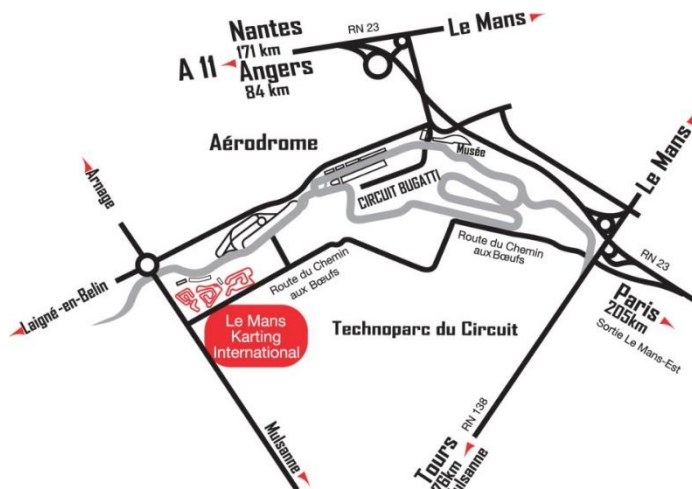 Nantes
171 km
RN 23
Le Mans
A 11
Angers
84 km
Aérodrome
Musée
Arnage
CIRCUIT BUGATTI
Le Mans
Route du Chemin
aux Bœufs
Route du Chemin
aux Bœufs
RN 23
Laigné-en-Belin
Paris
205km
Sortie Le Mans-Est
Le Mans
Karting
International
Technoparc du Circuit
Mulsanne
RN 138
Tours
76km